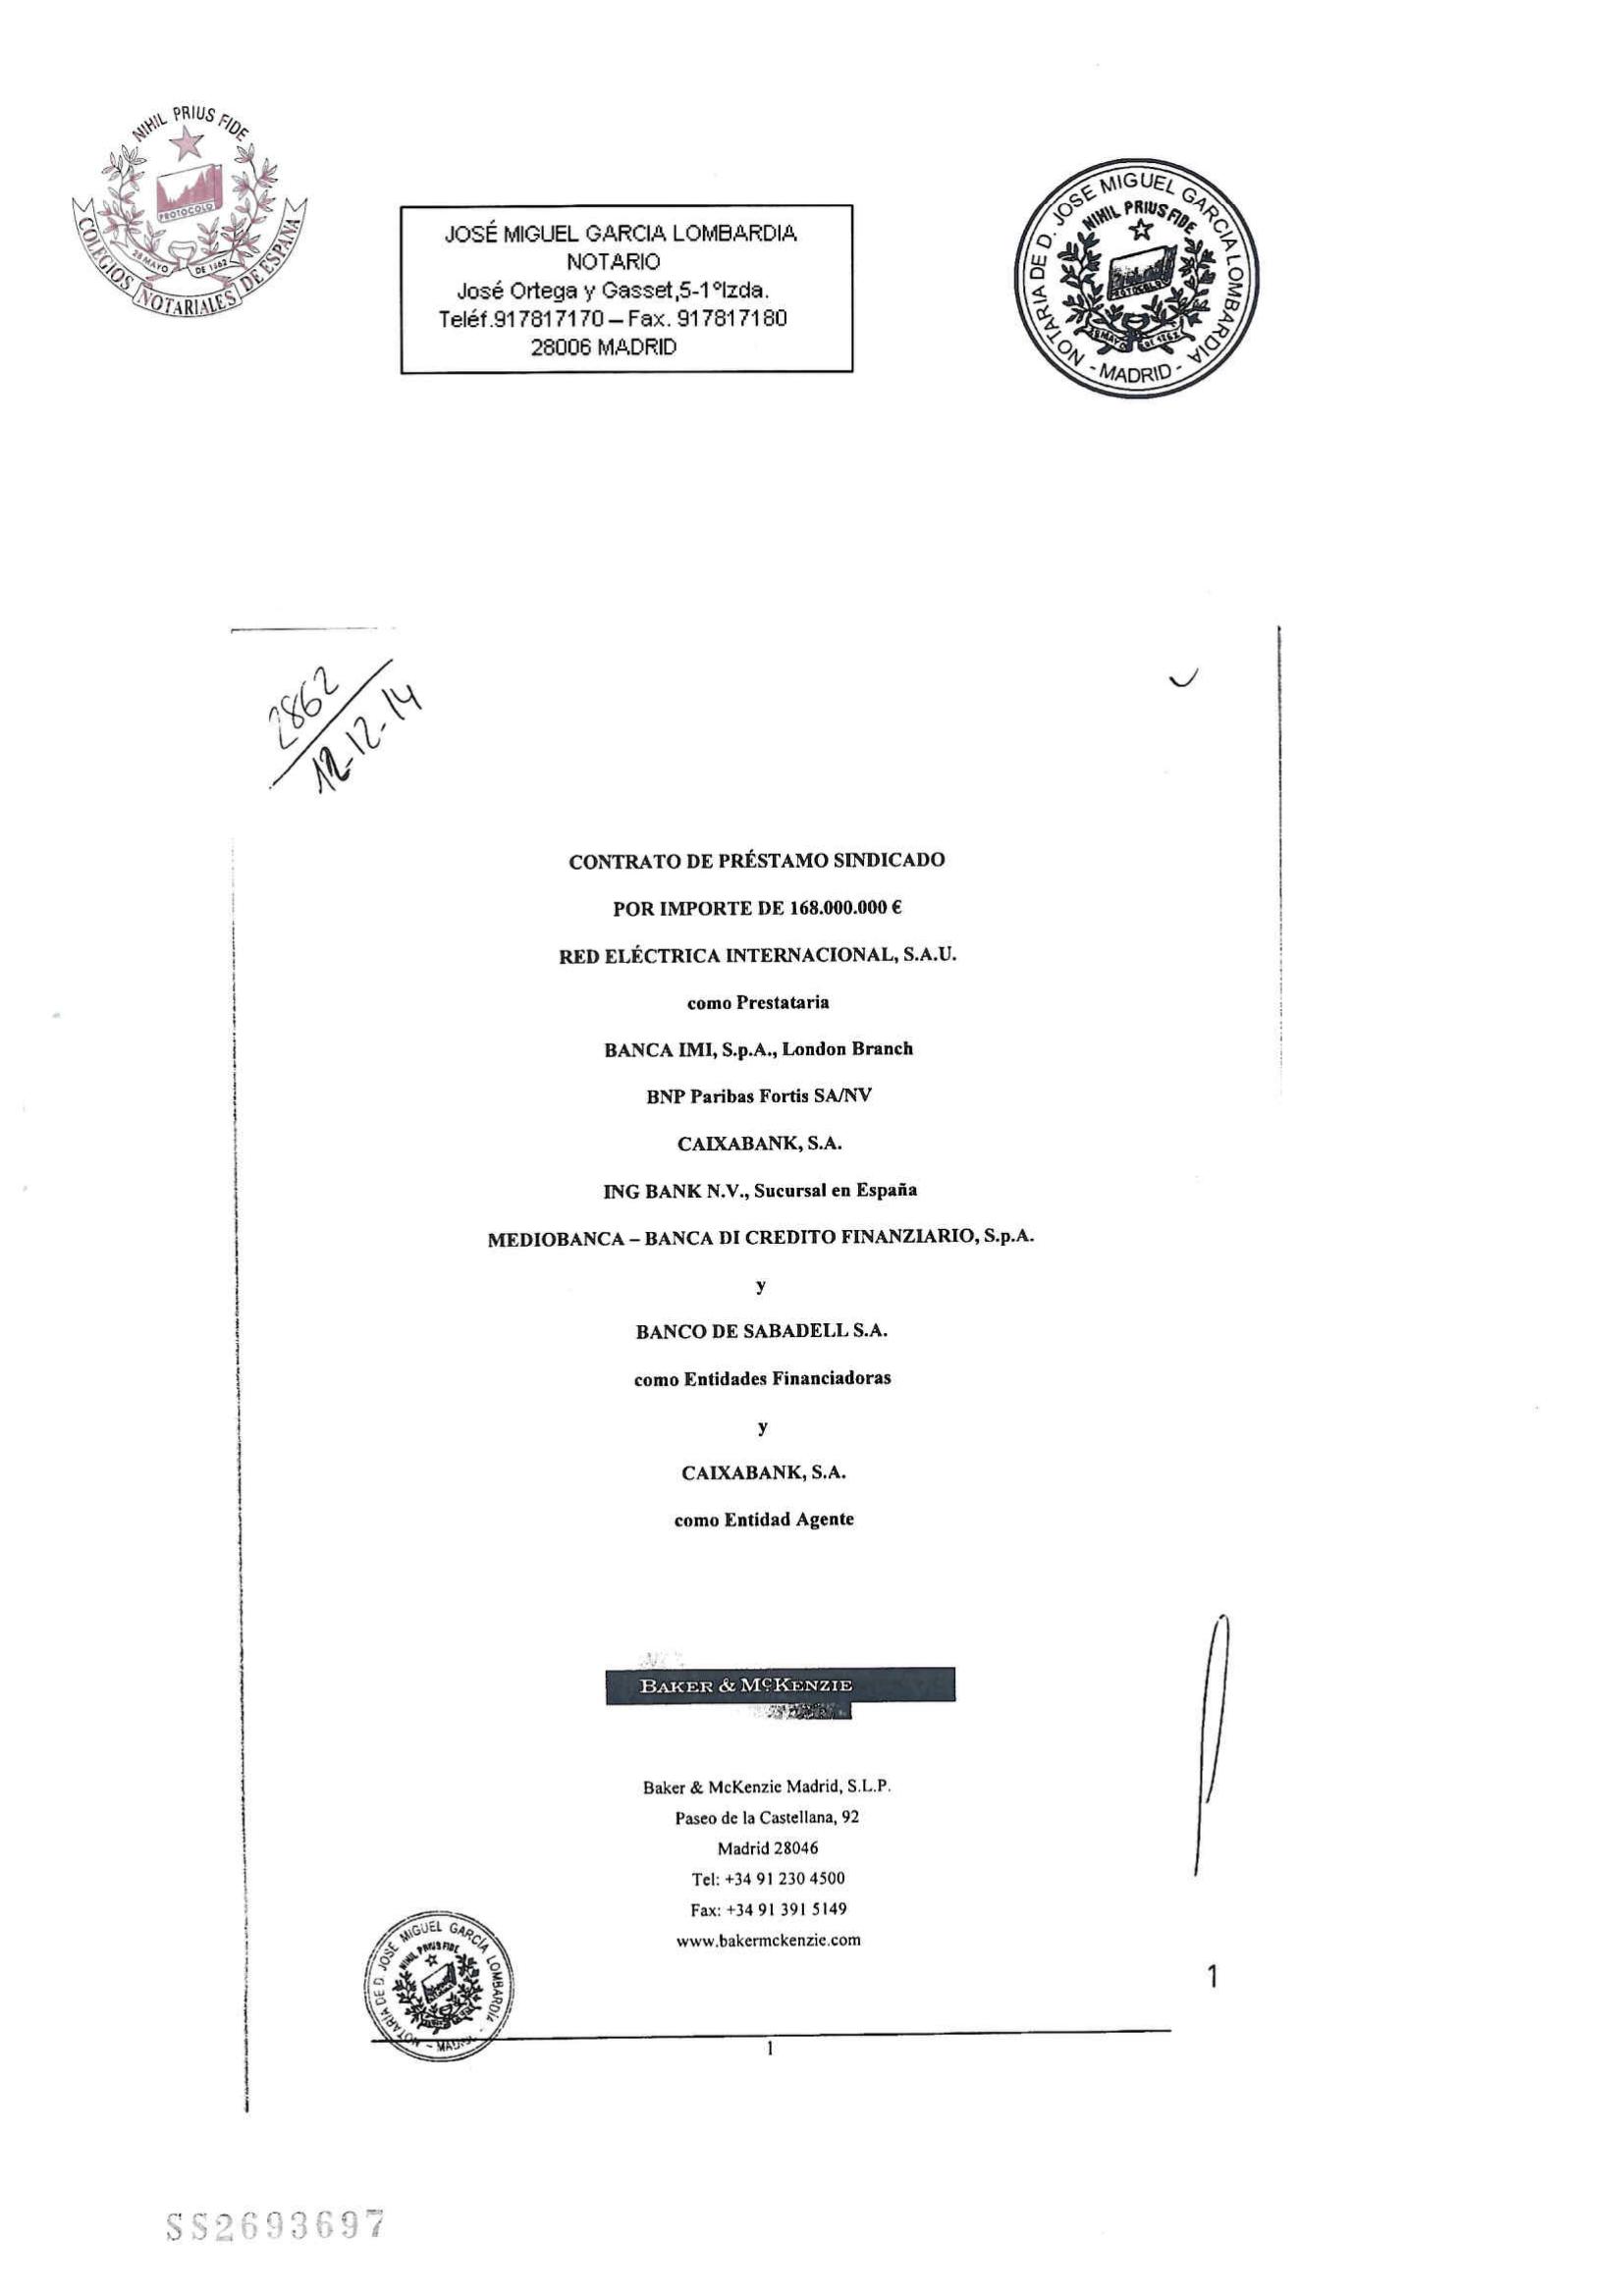 NIHIL PRIUS FIDE
PROTOCOLO
28 MAYO DE 1862
COLEGIOS NOTARIALES DE ESPAÑA
JOSÉ MIGUEL GARCIA LOMBARDIA
NOTARIO
José Ortega y Gasset,5-1ºIzda.
Teléf.917817170 – Fax. 917817180
28006 MADRID
NOTARIA DE D. JOSE MIGUEL GARCIA LOMBARDIA
NIHIL PRIUS FIDE
PROTOCOLO
28 MAYO DE 1862
- MADRID -
2862
12-12-14
CONTRATO DE PRÉSTAMO SINDICADO
POR IMPORTE DE 168.000.000 €
RED ELÉCTRICA INTERNACIONAL, S.A.U.
como Prestataria
BANCA IMI, S.p.A., London Branch
BNP Paribas Fortis SA/NV
CAIXABANK, S.A.
ING BANK N.V., Sucursal en España
MEDIOBANCA – BANCA DI CREDITO FINANZIARIO, S.p.A.
y
BANCO DE SABADELL S.A.
como Entidades Financiadoras
y
CAIXABANK, S.A.
como Entidad Agente
BAKER & McKENZIE
Baker & McKenzie Madrid, S.L.P.
Paseo de la Castellana, 92
Madrid 28046
Tel: +34 91 230 4500
Fax: +34 91 391 5149
www.bakermckenzie.com
NOTARIA DE D. JOSE MIGUEL GARCIA LOMBARDIA
NIHIL PRIUS FIDE
1
1
SS2693697